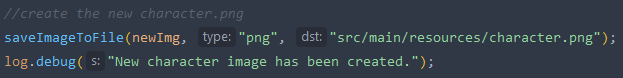 //create the new character.png
saveImageToFile(newImg, type: "png", dst: "src/main/resources/character.png");
log.debug( s: "New character image has been created.");